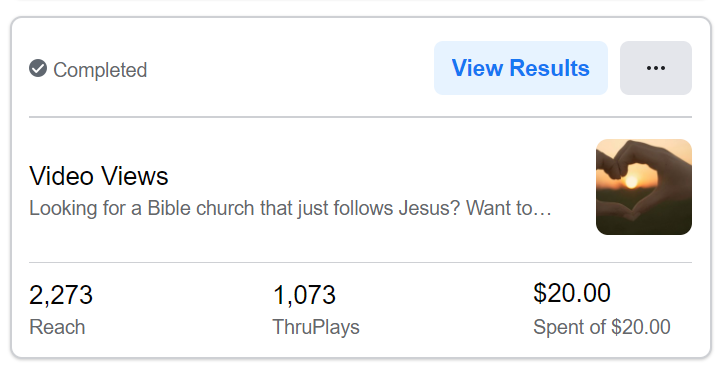 Completed
View Results
...
Video Views
Looking for a Bible church that just follows Jesus? Want to...
2,273
1,073
$20.00
Reach
ThruPlays
Spent of $20.00